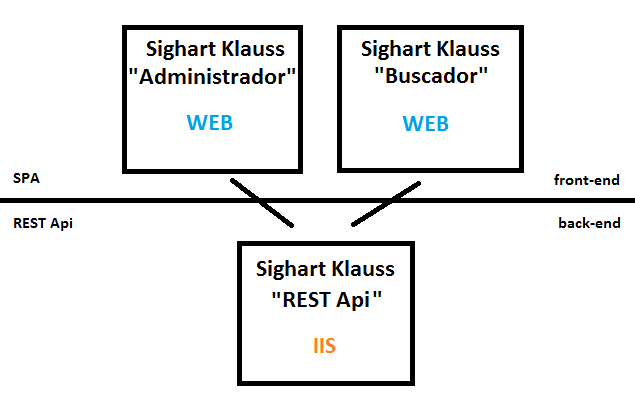 Sighart Klauss
"Administrador"
WEB
Sighart Klauss
"Buscador"
WEB
SPA
front-end
REST Api
back-end
Sighart Klauss
"REST Api"
IIS